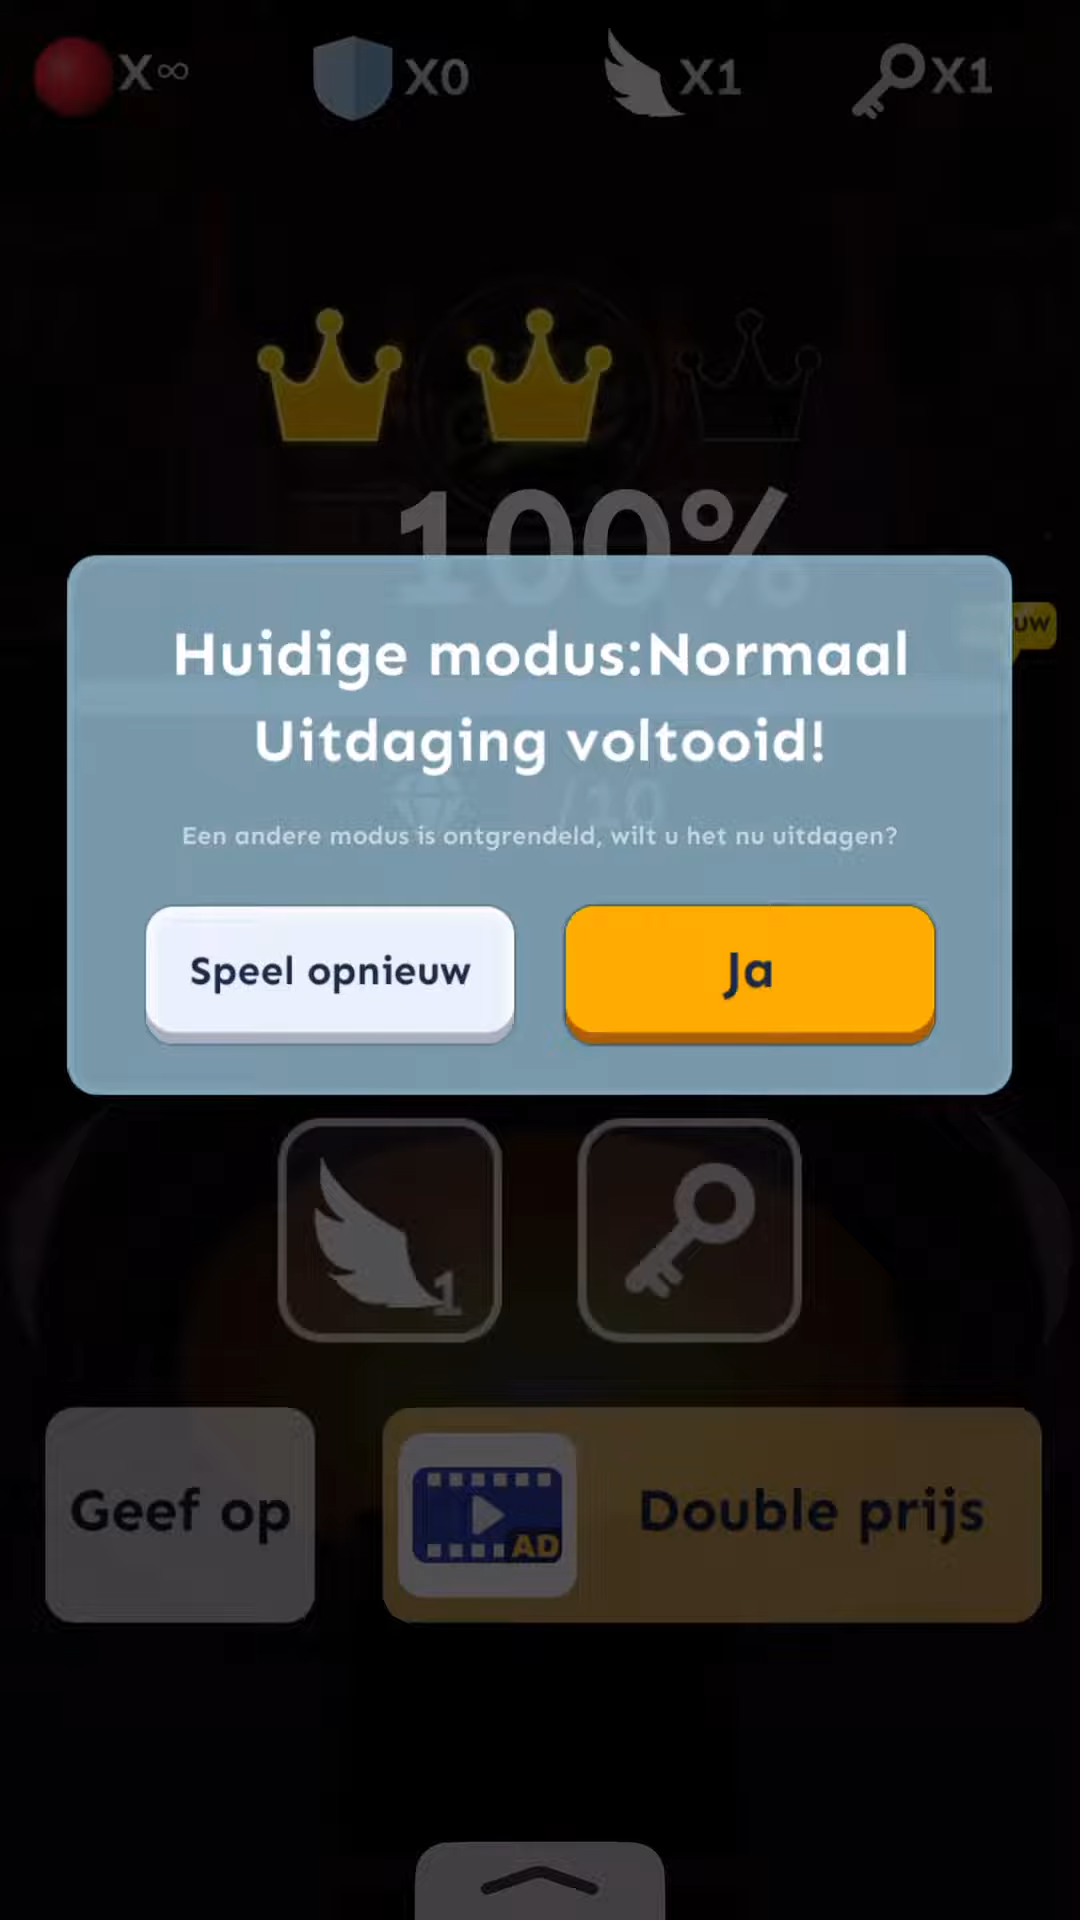 X∞ X0 X1 X1
100%
Huidige modus:Normaal
Uitdaging voltooid!
/10
Een andere modus is ontgrendeld, wilt u het nu uitdagen?
Speel opnieuw Ja
1
Geef op AD Double prijs